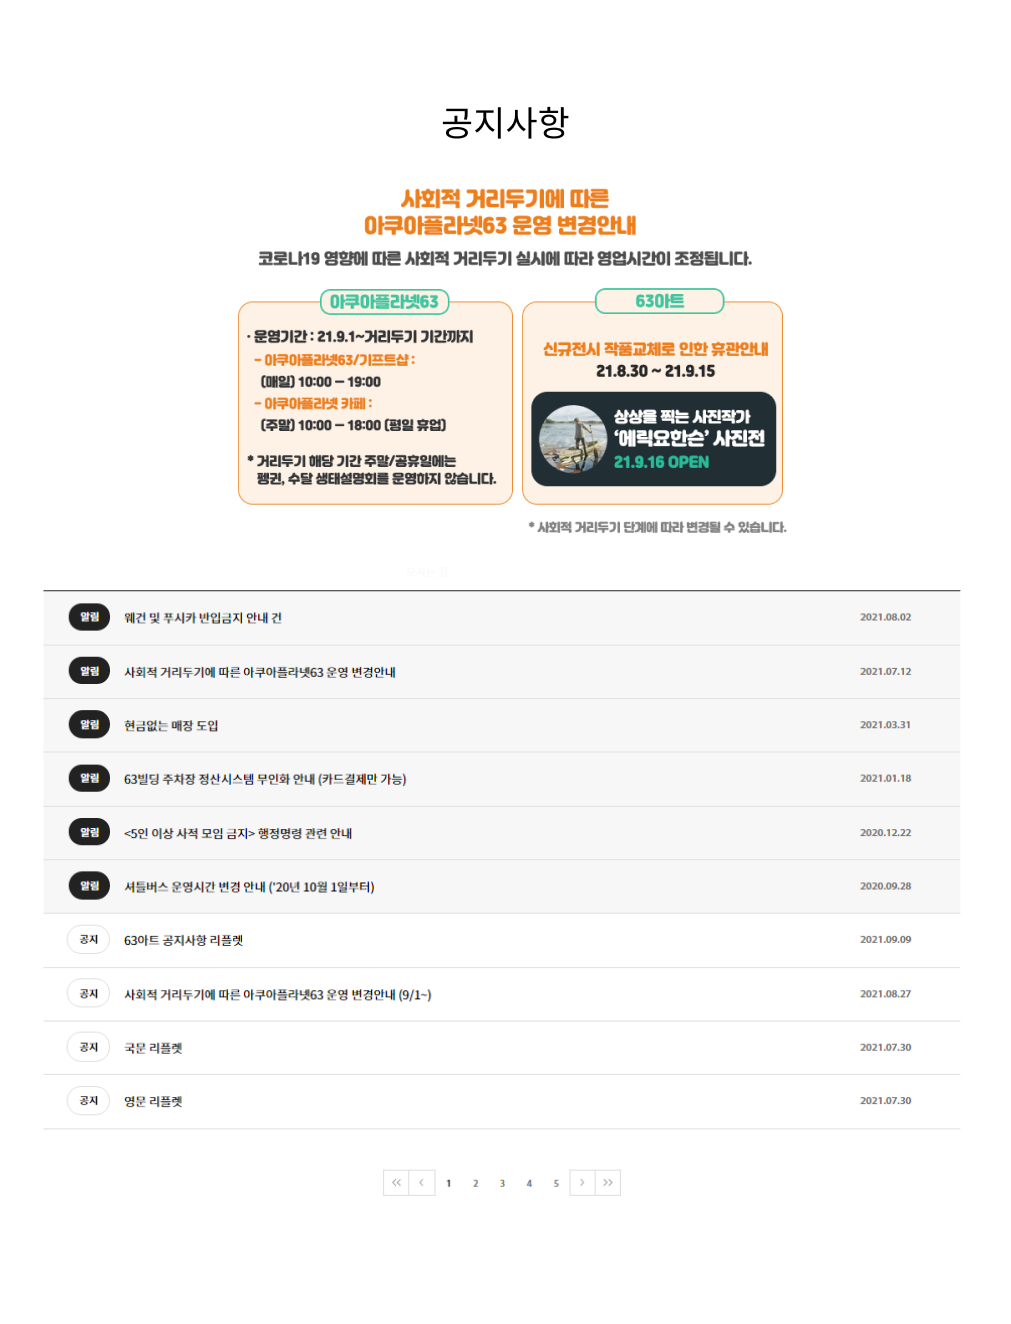 공지사항
사회적 거리두기에 따른
아쿠아플라넷63 운영 변경안내
코로나19 영향에 따른 사회적 거리두기 실시에 따라 영업시간이 조정됩니다.
아쿠아플라넷63
· 운영기간 : 21.9.1~거리두기 기간까지
- 아쿠아플라넷63/기프트샵 :
(매일) 10:00 - 19:00
- 아쿠아플라넷 카페 :
(주말) 10:00 - 18:00 (평일 휴업)
* 거리두기 해당 기간 주말/공휴일에는
펭귄, 수달 생태설명회를 운영하지 않습니다.
63아트
신규전시 작품교체로 인한 휴관안내
21.8.30 ~ 21.9.15
상상을 찍는 사진작가
‘에릭요한슨’ 사진전
21.9.16 OPEN
* 사회적 거리두기 단계에 따라 변경될 수 있습니다.
알림 웨건 및 푸시카 반입금지 안내 건 2021.08.02
알림 사회적 거리두기에 따른 아쿠아플라넷63 운영 변경안내 2021.07.12
알림 현금없는 매장 도입 2021.03.31
알림 63빌딩 주차장 정산시스템 무인화 안내 (카드결제만 가능) 2021.01.18
알림 <5인 이상 사적 모임 금지> 행정명령 관련 안내 2020.12.22
알림 셔틀버스 운영시간 변경 안내 ('20년 10월 1일부터) 2020.09.28
공지 63아트 공지사항 리플렛 2021.09.09
공지 사회적 거리두기에 따른 아쿠아플라넷63 운영 변경안내 (9/1~) 2021.08.27
공지 국문 리플렛 2021.07.30
공지 영문 리플렛 2021.07.30
1 2 3 4 5